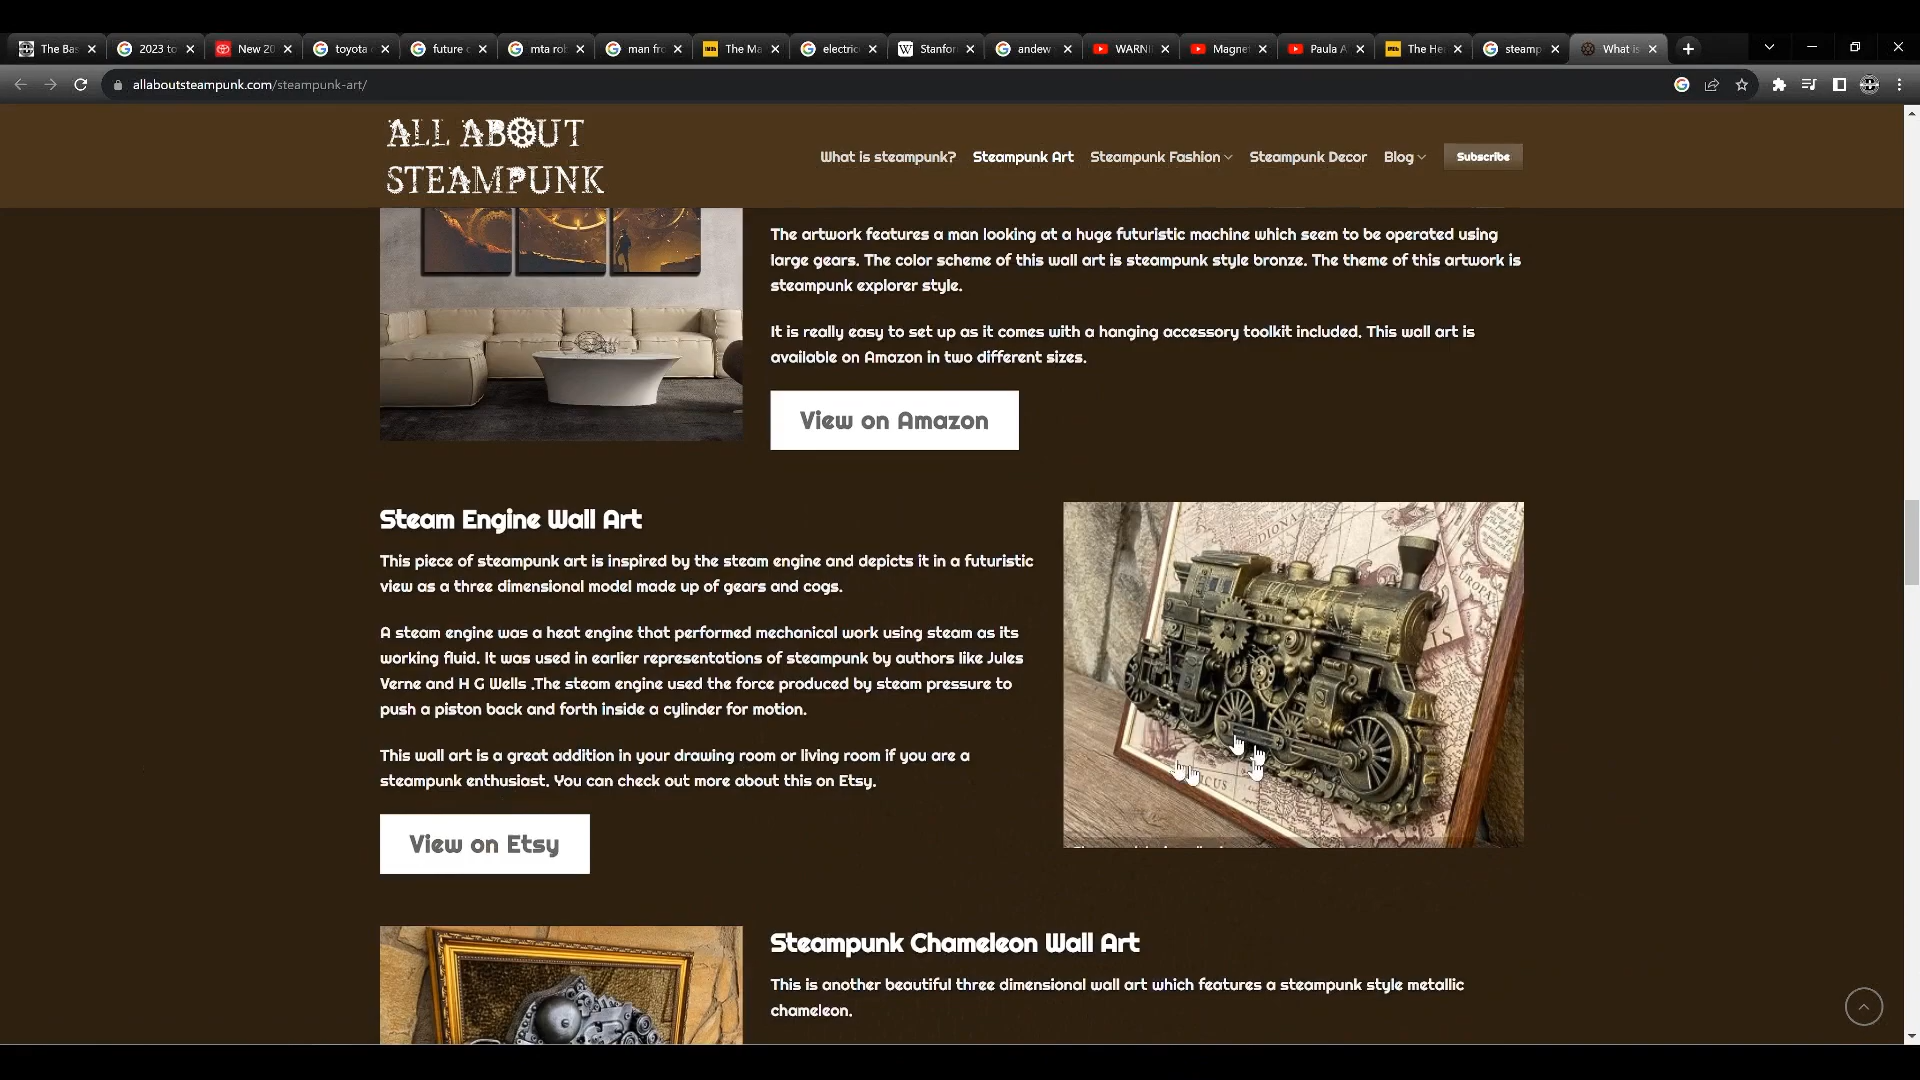 The Bas
2023 to
New 20
toyota
future c
mta rob
man fro
IMDb
The Ma
electric
W
Stanfor
andew
WARNI
Magne
Paula A
IMDb
The He
steamp
What is
allaboutsteampunk.com/steampunk-art/
ALL ABOUT
STEAMPUNK
What is steampunk?
Steampunk Art
Steampunk Fashion
Steampunk Decor
Blog
Subscribe
The artwork features a man looking at a huge futuristic machine which seem to be operated using
large gears. The color scheme of this wall art is steampunk style bronze. The theme of this artwork is
steampunk explorer style.
It is really easy to set up as it comes with a hanging accessory toolkit included. This wall art is
available on Amazon in two different sizes.
View on Amazon
Steam Engine Wall Art
This piece of steampunk art is inspired by the steam engine and depicts it in a futuristic
view as a three dimensional model made up of gears and cogs.
A steam engine was a heat engine that performed mechanical work using steam as its
working fluid. It was used in earlier representations of steampunk by authors like Jules
Verne and H G Wells .The steam engine used the force produced by steam pressure to
push a piston back and forth inside a cylinder for motion.
This wall art is a great addition in your drawing room or living room if you are a
steampunk enthusiast. You can check out more about this on Etsy.
View on Etsy
DIONA
EUROPA
Steampunk Chameleon Wall Art
This is another beautiful three dimensional wall art which features a steampunk style metallic
chameleon.